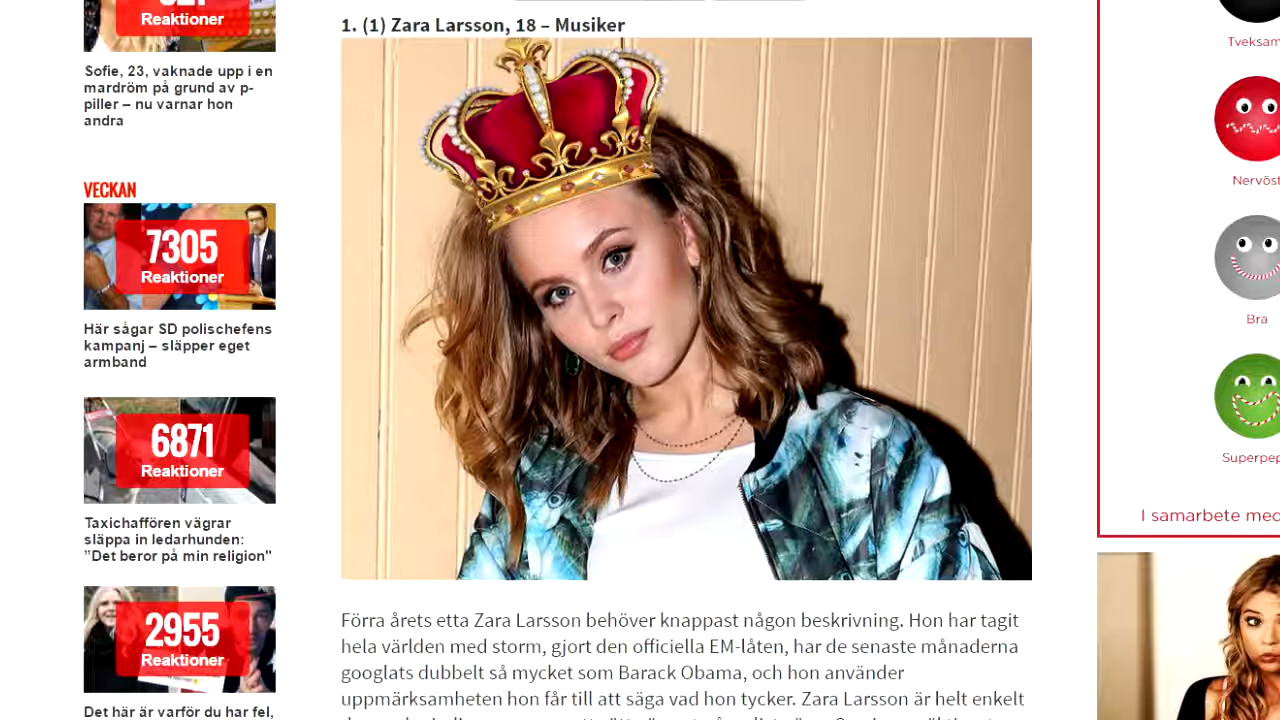 Reaktioner
Sofie, 23, vaknade upp i en
mardröm på grund av p-
piller – nu varnar hon
andra
VECKAN
7305
Reaktioner
Här sågar SD polischefens
kampanj – släpper eget
armband
6871
Reaktioner
Taxichaffören vägrar
släppa in ledarhunden:
”Det beror på min religion"
2955
Reaktioner
Det här är varför du har fel,
1. (1) Zara Larsson, 18 – Musiker
Förra årets etta Zara Larsson behöver knappast någon beskrivning. Hon har tagit
hela världen med storm, gjort den officiella EM-låten, har de senaste månaderna
googlats dubbelt så mycket som Barack Obama, och hon använder
uppmärksamheten hon får till att säga vad hon tycker. Zara Larsson är helt enkelt
Tveksam
Nervöst
Bra
Superpep
I samarbete med